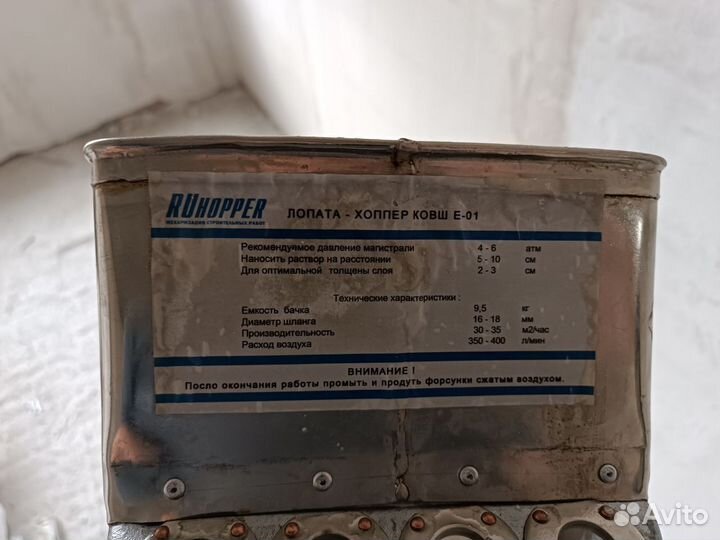 RUHOPPER
МЕХАНИЗАЦИЯ СТРОИТЕЛЬНЫХ РАБОТ
ЛОПАТА - ХОППЕР КОВШ Е-01
Рекомендуемое давление магистрали 4 - 6 атм
Наносить раствор на расстоянии 5 - 10 см
Для оптимальной толщены слоя 2 - 3 см
Технические характеристики :
Емкость бачка 9,5 кг
Диаметр шланга 16 - 18 мм
Производительность 30 - 35 м2/час
Расход воздуха 350 - 400 л/мин
ВНИМАНИЕ !
После окончания работы промыть и продуть форсунки сжатым воздухом.
Avito